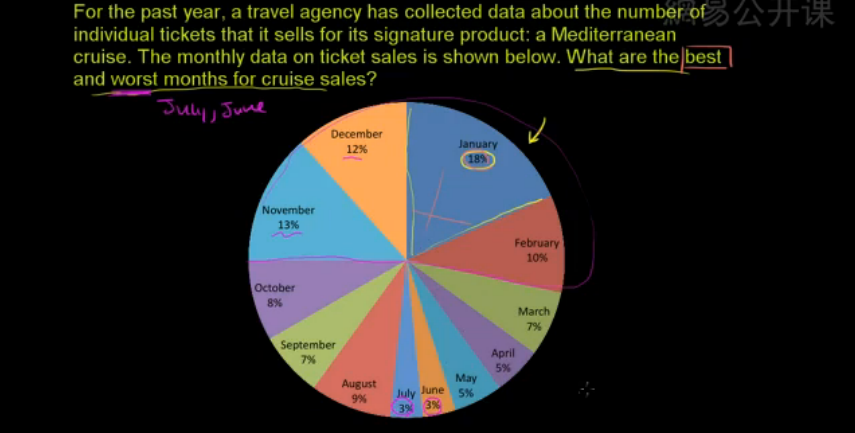 For the past year, a travel agency has collected data about the number of
individual tickets that it sells for its signature product: a Mediterranean
cruise. The monthly data on ticket sales is shown below. What are the best
and worst months for cruise sales?
July, June
網易公开课
December
12%
January
18%
November
13%
February
10%
October
8%
March
7%
September
7%
April
5%
August
9%
July
3%
June
3%
May
5%